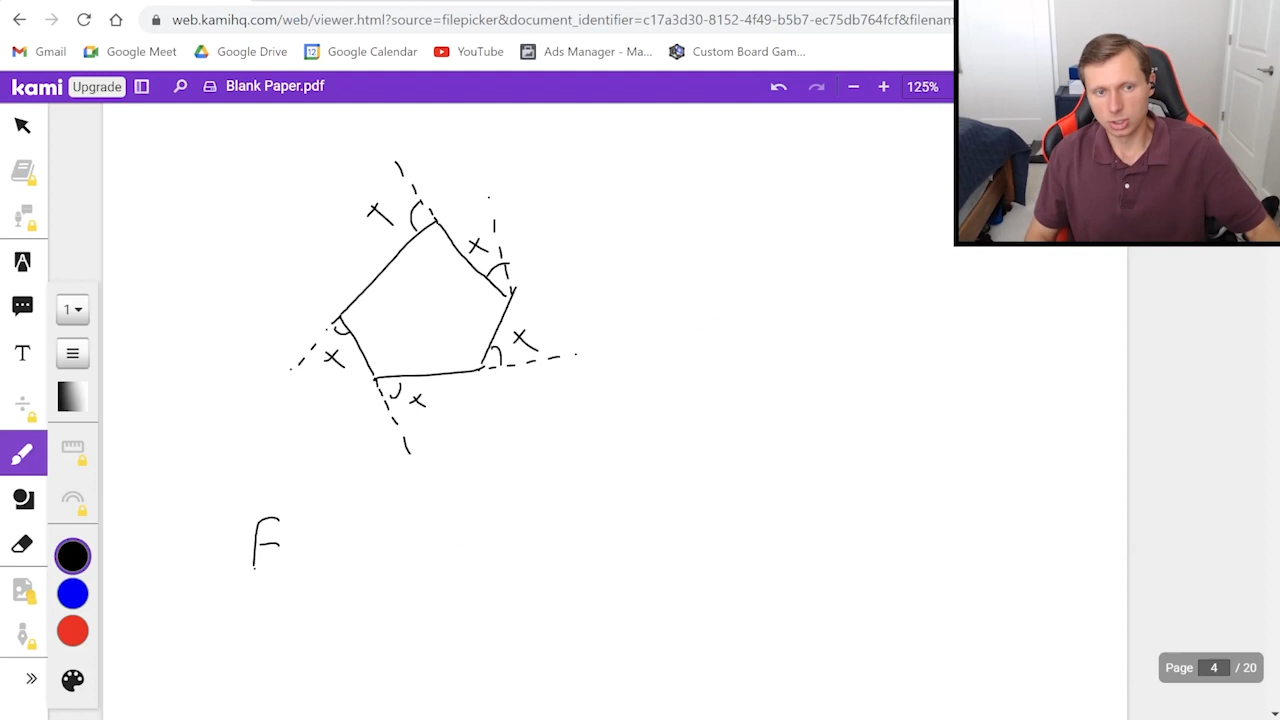 web.kamihq.com/web/viewer.html?source=filepicker&document_identifier=c17a3d30-8152-4f49-b5b7-ec75db764fcf&filenam
Gmail Google Meet Google Drive 12 Google Calendar YouTube Ads Manager - Ma... Custom Board Gam...
kami Upgrade Blank Paper.pdf 125%
x
x
x
x
x
A
T
1
F
Page 4 / 20